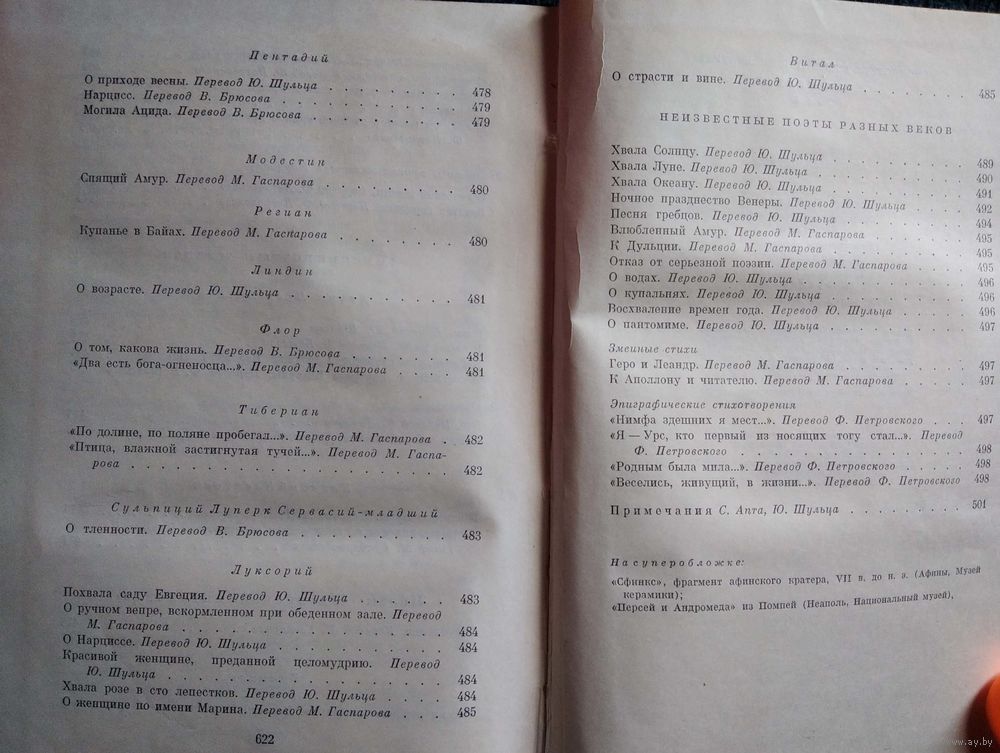 Пентадий
О приходе весны. Перевод Ю. Шульца . . . . . . . 478
Нарцисс. Перевод В. Брюсова . . . . . . . . . 479
Могила Ацида. Перевод В. Брюсова . . . . . . . . 479
Модестин
Спящий Амур. Перевод М. Гаспарова . . . . . . . 480
Региан
Купанье в Байах. Перевод М. Гаспарова . . . . . . 480
Линдин
О возрасте. Перевод Ю. Шульца . . . . . . . . . 481
Флор
О том, какова жизнь. Перевод В. Брюсова . . . . . . 481
«Два есть бога-огненосца...». Перевод М. Гаспарова . . . . 481
Тибериан
«По долине, по поляне пробегал...». Перевод М. Гаспарова . 482
«Птица, влажной застигнутая тучей...». Перевод М. Гаспа-
рова . . . . . . . . . . . . . . . . . 482
Сульпиций Луперк Сервасий-младший
О тленности. Перевод В. Брюсова . . . . . . . . 483
Луксорий
Похвала саду Евгеция. Перевод Ю. Шульца . . . . . . 483
О ручном вепре, вскормленном при обеденном зале. Перевод
М. Гаспарова . . . . . . . . . . . . . . . 484
О Нарциссе. Перевод Ю. Шульца . . . . . . . . . 484
Красивой женщине, преданной целомудрию. Перевод
Ю. Шульца . . . . . . . . . . . . . . . . 484
Хвала розе в сто лепестков. Перевод Ю. Шульца . . . . 484
О женщине по имени Марина. Перевод М. Гаспарова . . . 485
622
Витал
О страсти и вине. Перевод Ю. Шульца . . . . . . . 485
НЕИЗВЕСТНЫЕ ПОЭТЫ РАЗНЫХ ВЕКОВ
Хвала Солнцу. Перевод Ю. Шульца . . . . . . . . 489
Хвала Луне. Перевод Ю. Шульца . . . . . . . . . 490
Хвала Океану. Перевод Ю. Шульца . . . . . . . . 491
Ночное празднество Венеры. Перевод Ю. Шульца . . . . 492
Песня гребцов. Перевод Ю. Шульца . . . . . . . . 494
Влюбленный Амур. Перевод М. Гаспарова . . . . . . 495
К Дульции. Перевод М. Гаспарова . . . . . . . . 495
Отказ от серьезной поэзии. Перевод М. Гаспарова . . . . 495
О водах. Перевод Ю. Шульца . . . . . . . . . . 496
О купальнях. Перевод Ю. Шульца . . . . . . . . 496
Восхваление времен года. Перевод Ю. Шульца . . . . . 496
О пантомиме. Перевод Ю. Шульца . . . . . . . . 497
Змеиные стихи
Геро и Леандр. Перевод М. Гаспарова . . . . . . . 497
К Аполлону и читателю. Перевод М. Гаспарова . . . . . 497
Эпиграфические стихотворения
«Нимфа здешних я мест...». Перевод Ф. Петровского . . . 497
«Я — Урс, кто первый из носящих тогу стал...». Перевод
Ф. Петровского . . . . . . . . . . . . . . 498
«Родным была мила...». Перевод Ф. Петровского . . . . . 498
«Веселись, живущий, в жизни...». Перевод Ф. Петровского 498
Примечания С. Апта, Ю. Шульца . . . . . . . . . 501
На суперобложке:
«Сфинкс», фрагмент афинского кратера, VII в. до н. э. (Афины, Музей
керамики);
«Персей и Андромеда» из Помпей (Неаполь, Национальный музей),
www.ay.by